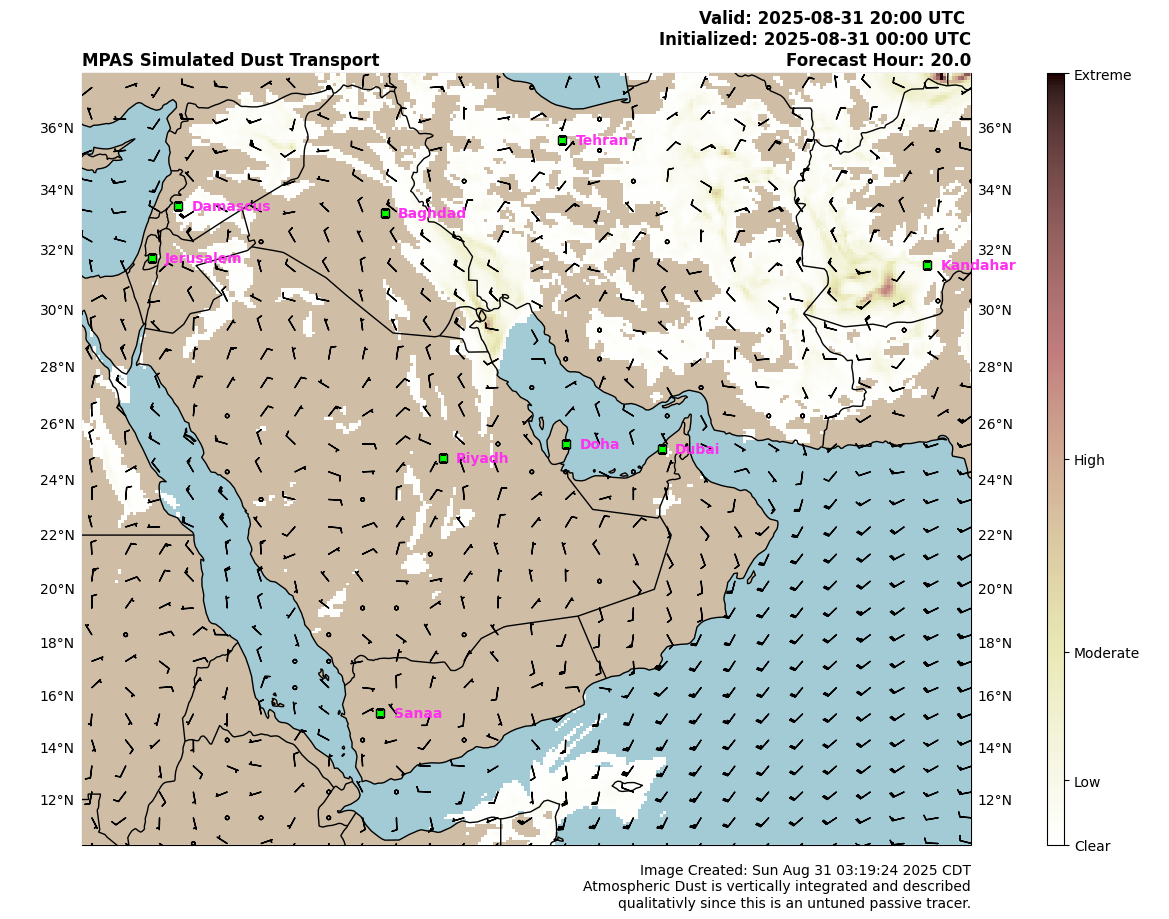 Valid: 2025-08-31 20:00 UTC
Initialized: 2025-08-31 00:00 UTC
MPAS Simulated Dust Transport
Forecast Hour: 20.0
Extreme
High
Moderate
Low
Clear
36°N
34°N
32°N
30°N
28°N
26°N
24°N
22°N
20°N
18°N
16°N
14°N
12°N
36°N
34°N
32°N
30°N
28°N
26°N
24°N
22°N
20°N
18°N
16°N
14°N
12°N
Tehran
Damascus
Baghdad
Jerusalem
Kandahar
Doha
Dubai
Riyadh
Sanaa
Image Created: Sun Aug 31 03:19:24 2025 CDT
Atmospheric Dust is vertically integrated and described
qualitativly since this is an untuned passive tracer.